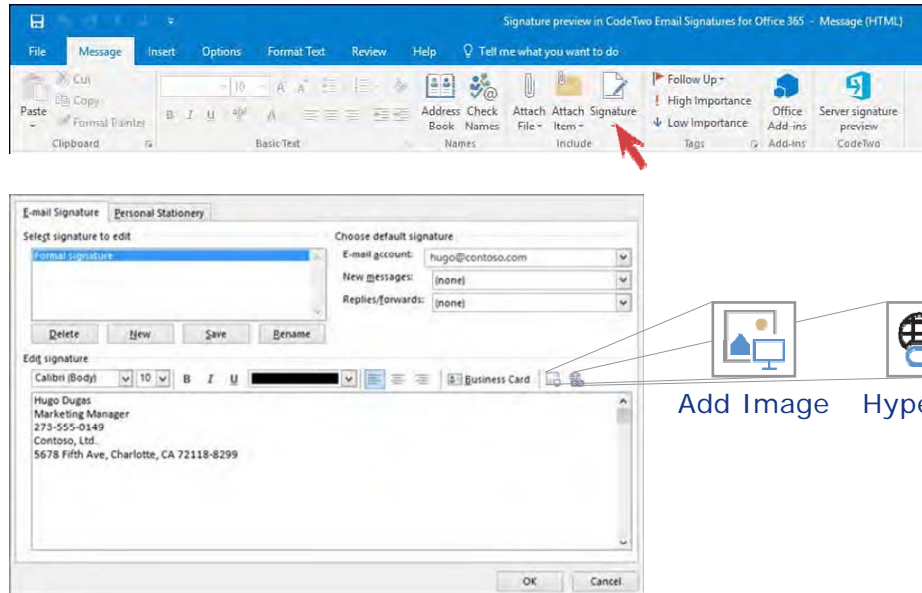 Signature preview in CodeTwo Email Signatures for Office 365 - Message (HTML)
File Message Insert Options Format Text Review Help Tell me what you want to do
Paste
Cut
Copy
Format Painter
10
B I U
Address Book
Check Names
Attach File
Attach Item
Signature
Follow Up
High Importance
Low Importance
Office Add-ins
Server signature preview
Clipboard Basic Text Names Include Tags Add-ins CodeTwo
E-mail Signature Personal Stationery
Select signature to edit
Formal signature
Choose default signature
E-mail account: hugo@contoso.com
New messages: (none)
Replies/forwards: (none)
Delete New Save Rename
Edit signature
Calibri (Body) 10 B I U Business Card
Hugo Dugas
Marketing Manager
273-555-0149
Contoso, Ltd.
5678 Fifth Ave, Charlotte, CA 72118-8299
Add Image Hype
OK Cancel